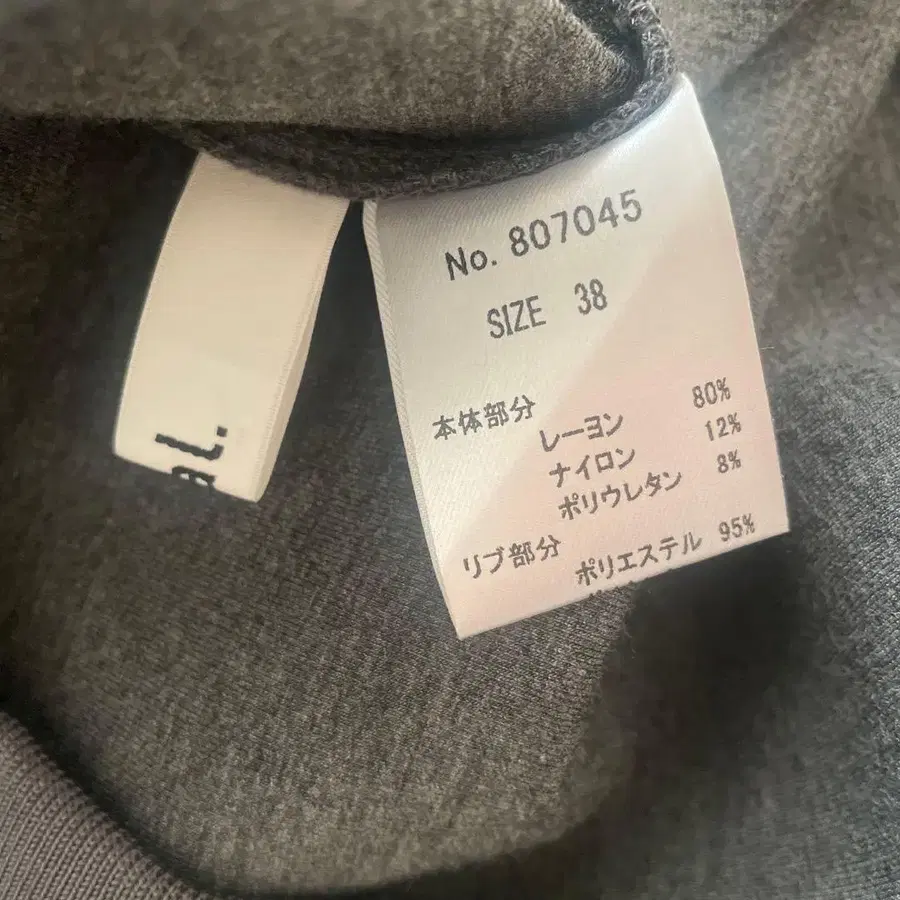 No. 807045
SIZE 38
本体部分
レーヨン 80%
ナイロン 12%
ポリウレタン 8%
リブ部分
ポリエステル 95%